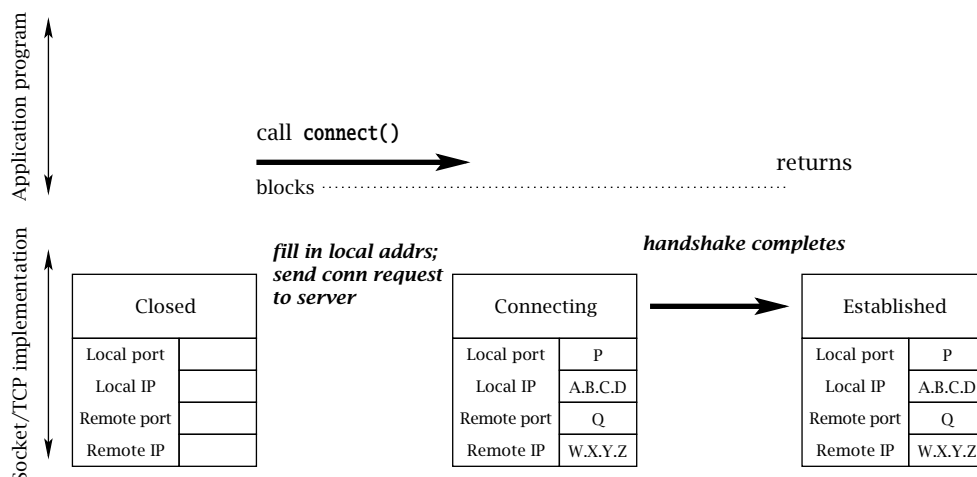 Application program
call connect()
returns
blocks
Socket/TCP implementation
fill in local addrs;
send conn request
to server
handshake completes
Closed
Local port
Local IP
Remote port
Remote IP
Connecting
Local port P
Local IP A.B.C.D
Remote port Q
Remote IP W.X.Y.Z
Established
Local port P
Local IP A.B.C.D
Remote port Q
Remote IP W.X.Y.Z